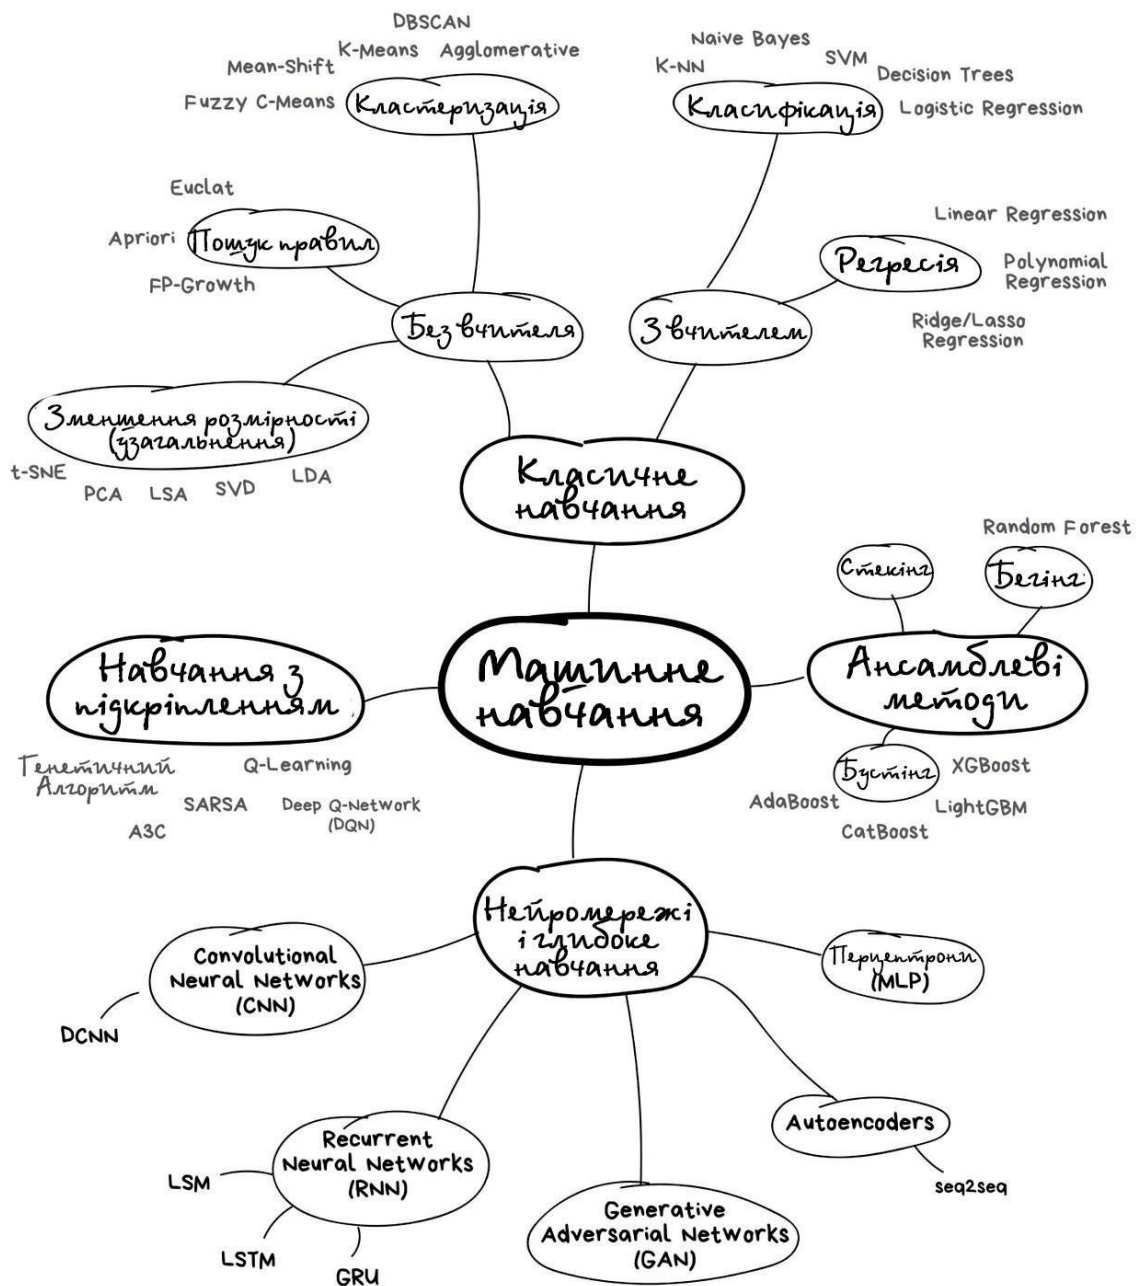 DBSCAN
K-Means
Agglomerative
Mean-Shift
Fuzzy C-Means
Кластеризація
Naive Bayes
SVM
K-NN
Decision Trees
Класифікація
Logistic Regression
Euclat
Apriori
Пошук правил
FP-Growth
Linear Regression
Регресія
Polynomial
Regression
Ridge/Lasso
Regression
Без вчителя
З вчителем
Зменшення розмірності
(узагальнення)
t-SNE
PCA
LSA
SVD
LDA
Класичне
навчання
Random Forest
Стекінг
Бегінг
Навчання з
підкріпленням
Машинне
навчання
Ансамблеві
методи
Генетичний
Алгоритм
Q-Learning
SARSA
Deep Q-Network
(DQN)
A3C
Бустінг
XGBoost
AdaBoost
LightGBM
CatBoost
Нейромережі
і глибоке
навчання
Convolutional
Neural Networks
(CNN)
DCNN
Перцептрони
(MLP)
Autoencoders
seq2seq
Recurrent
Neural Networks
(RNN)
LSM
LSTM
GRU
Generative
Adversarial Networks
(GAN)